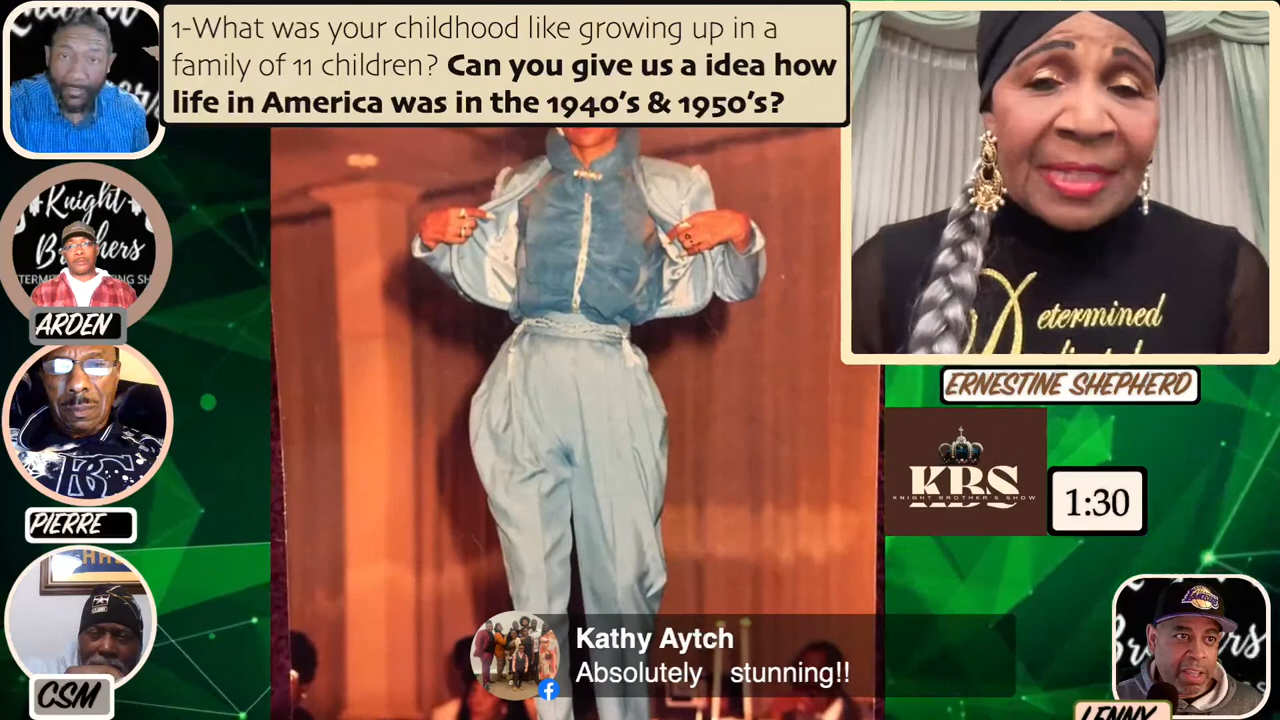 1-What was your childhood like growing up in a
family of 11 children? Can you give us a idea how
life in America was in the 1940's & 1950's?
Knight
Brothers
ARDEN
PIERRE
CSM
etermined
ERNESTINE SHEPHERD
KBS
KNIGHT BROTHER'S SHOW
1:30
Kathy Aytch
Absolutely stunning!!
LENNY